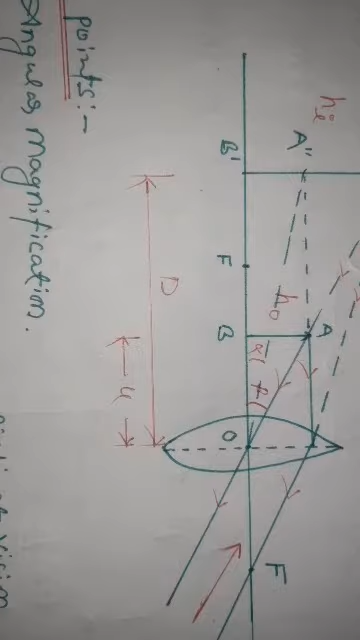 hi
A''
B'
F
ho
A
B
D
u
O
F
points:-
Angular Magnification.